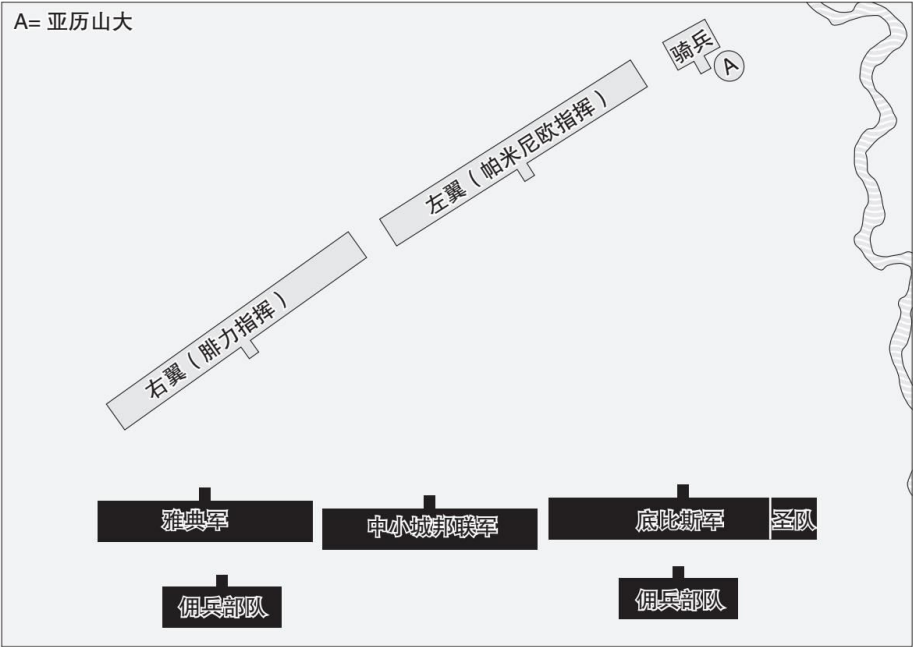 A= 亚历山大
骑兵
A
左翼（帕米尼欧指挥）
右翼（腓力指挥）
雅典军
中小城邦联军
底比斯军
圣队
佣兵部队
佣兵部队